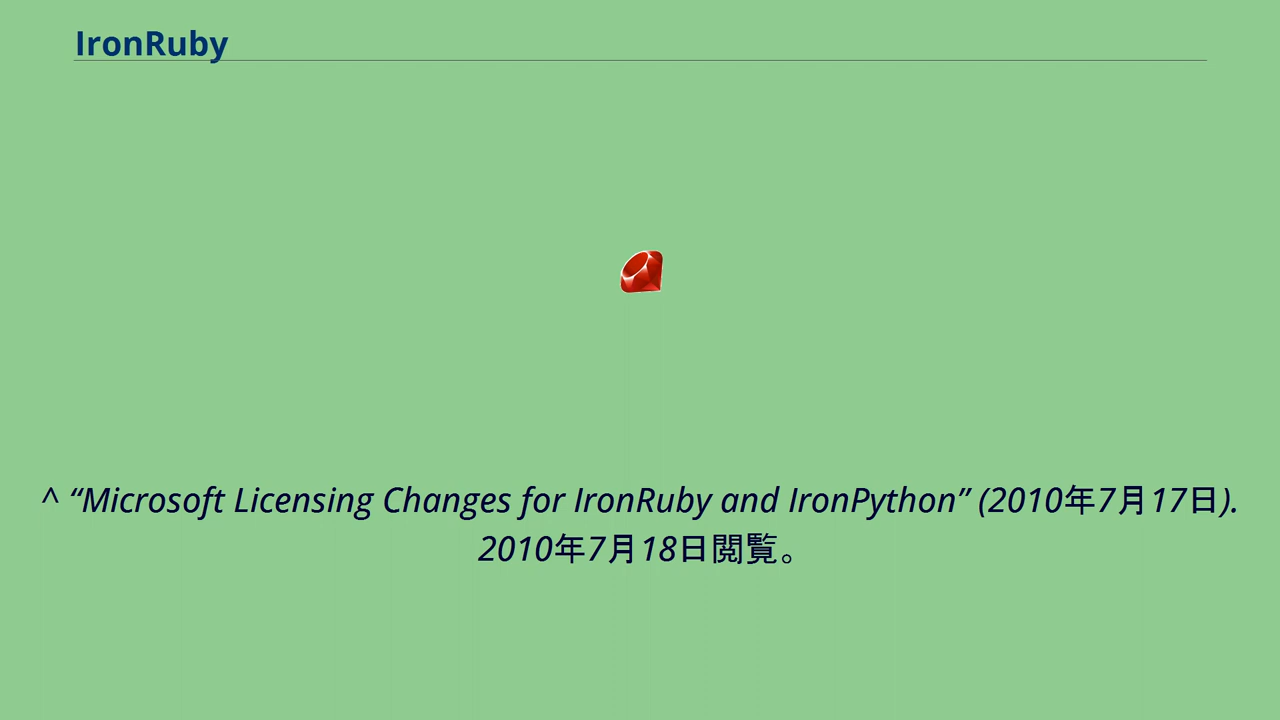 IronRuby
^ “Microsoft Licensing Changes for IronRuby and IronPython” (2010年7月17日).
2010年7月18日閲覧。